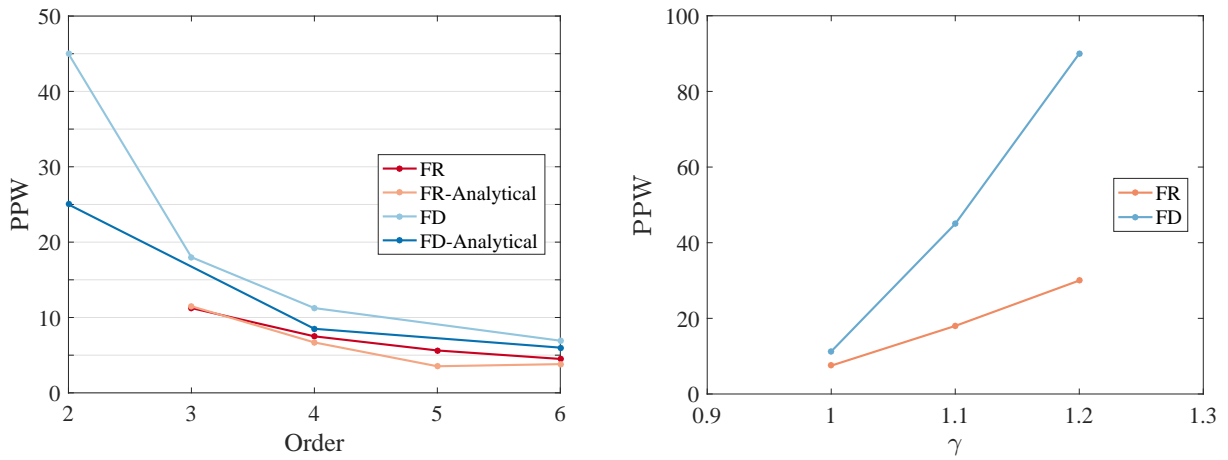 50
40
30
20
10
0
PPW
2 3 4 5 6
Order
FR
FR-Analytical
FD
FD-Analytical
100
80
60
40
20
0
PPW
0.9 1 1.1 1.2 1.3
γ
FR
FD